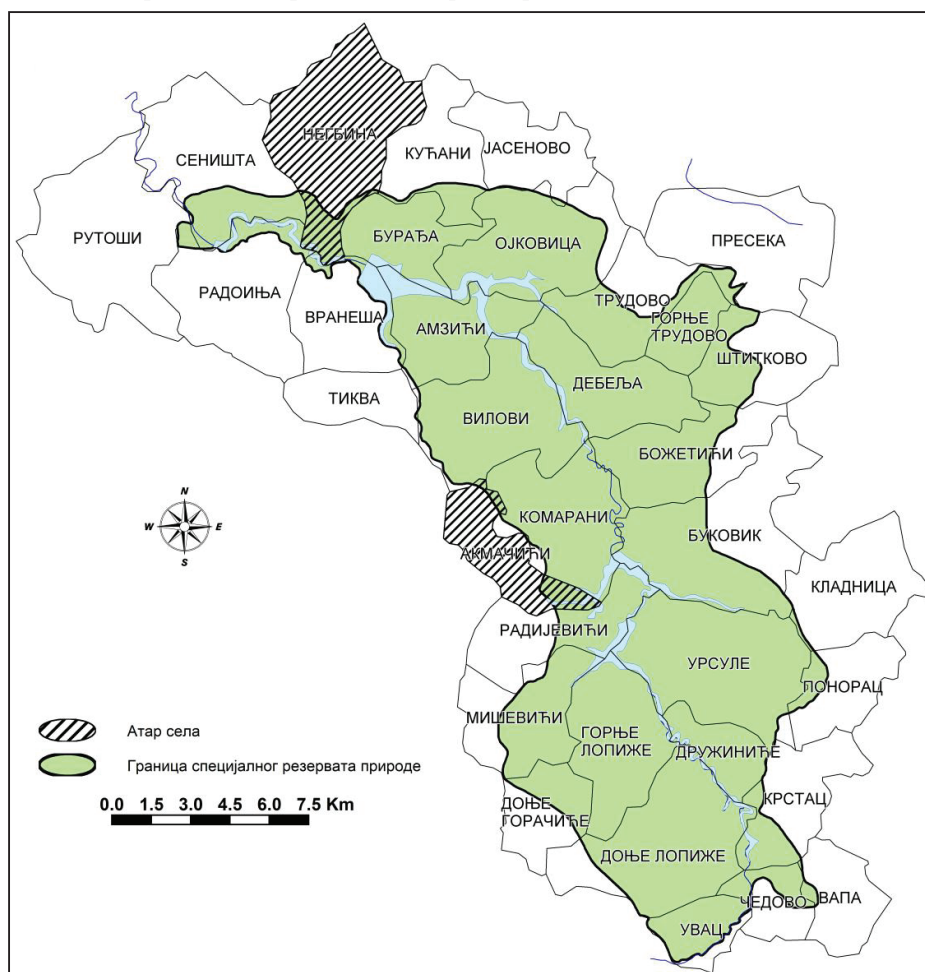 НЕГБИНА
КУЋАНИ
ЈАСЕНОВО
СЕНИШТА
РУТОШИ
БУРАЂА
ОЈКОВИЦА
ПРЕСЕКА
РАДОИЊА
ВРАНЕША
АМЗИЋИ
ТРУДОВО
ГОРЊЕ
ТРУДОВО
ШТИТКОВО
ДЕБЕЉА
ТИКВА
ВИЛОВИ
БОЖЕТИЋИ
N
W E
S
КОМАРАНИ
БУКОВИК
АКМАЧИЋИ
КЛАДНИЦА
РАДИЈЕВИЋИ
УРСУЛЕ
ПОНОРАЦ
МИШЕВИЋИ
ГОРЊЕ
ЛОПИЖЕ
ДРУЖИНИЋЕ
Атар села
Граница специјалног резервата природе
0.0 1.5 3.0 4.5 6.0 7.5 Km
ДОЊЕ
ГОРАЧИЋЕ
КРСТАЦ
ДОЊЕ ЛОПИЖЕ
ЧЕДОВО
ВАПА
УВАЦ